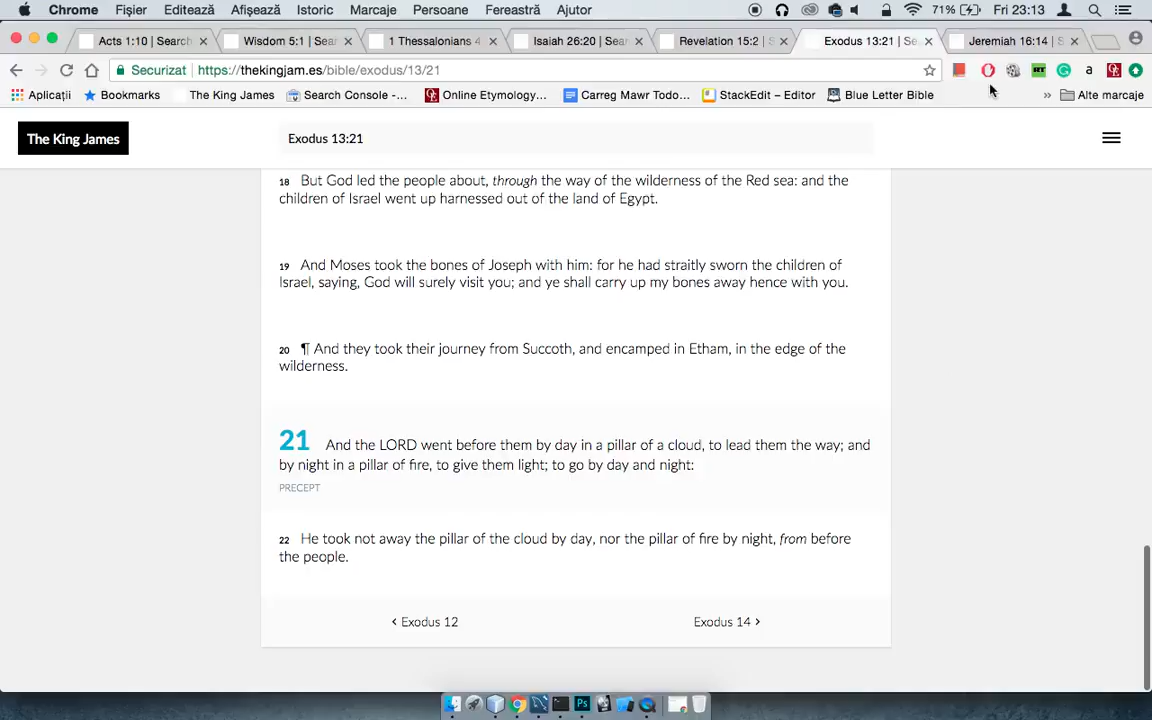 Chrome Fișier Editează Afișează Istoric Marcaje Persoane Fereastră Ajutor 71% Fri 23:13
Acts 1:10 | Search Wisdom 5:1 | Sear 1 Thessalonians 4 Isaiah 26:20 | Sear Revelation 15:2 | S Exodus 13:21 | Se Jeremiah 16:14 | S
Securizat https://thekingjam.es/bible/exodus/13/21
Aplicații Bookmarks The King James Search Console -... Online Etymology... Carreg Mawr Todo... StackEdit – Editor Blue Letter Bible » Alte marcaje
The King James Exodus 13:21
18 But God led the people about, through the way of the wilderness of the Red sea: and the
children of Israel went up harnessed out of the land of Egypt.
19 And Moses took the bones of Joseph with him: for he had straitly sworn the children of
Israel, saying, God will surely visit you; and ye shall carry up my bones away hence with you.
20 ¶ And they took their journey from Succoth, and encamped in Etham, in the edge of the
wilderness.
21 And the LORD went before them by day in a pillar of a cloud, to lead them the way; and
by night in a pillar of fire, to give them light; to go by day and night:
PRECEPT
22 He took not away the pillar of the cloud by day, nor the pillar of fire by night, from before
the people.
‹ Exodus 12 Exodus 14 ›